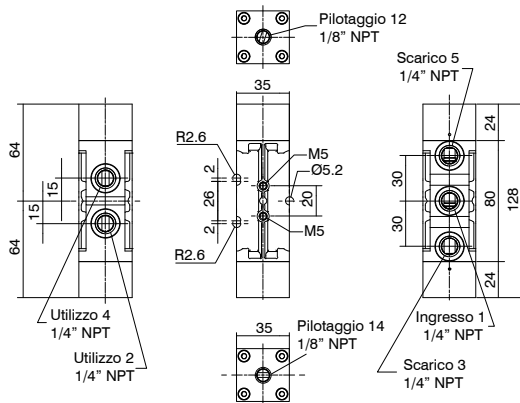 Pilotaggio 12
1/8” NPT
Scarico 5
1/4” NPT
35
64
64
15
15
R2.6
2
26
2
R2.6
M5
Ø5.2
20
M5
30
30
24
80
128
24
Utilizzo 4
1/4” NPT
Utilizzo 2
1/4” NPT
35
Pilotaggio 14
1/8” NPT
Ingresso 1
1/4” NPT
Scarico 3
1/4” NPT